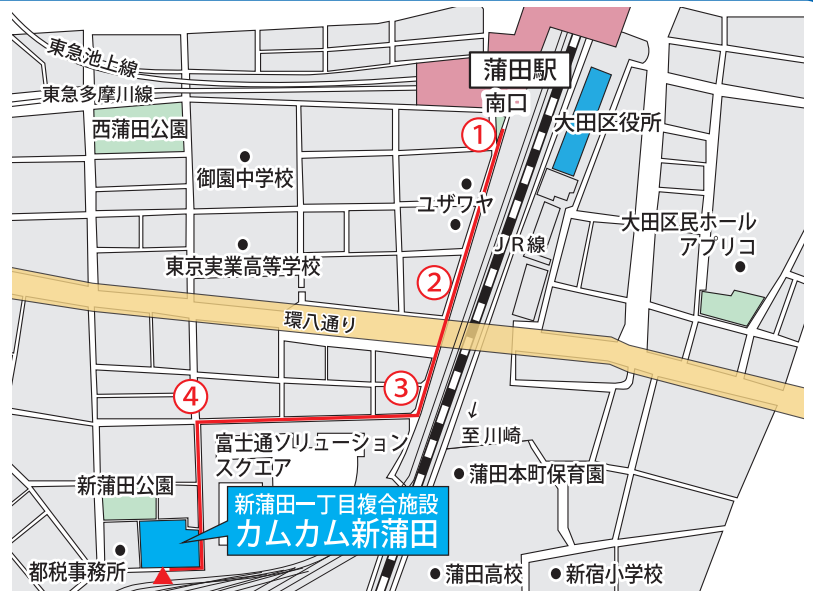 東急池上線
東急多摩川線
蒲田駅
南口
①
大田区役所
西蒲田公園
御園中学校
ユザワヤ
大田区民ホール
アプリコ
JR線
東京実業高等学校
②
環八通り
③
④
至川崎
富士通ソリューション
スクエア
蒲田本町保育園
新蒲田公園
新蒲田一丁目複合施設
カムカム新蒲田
都税事務所
蒲田高校
新宿小学校